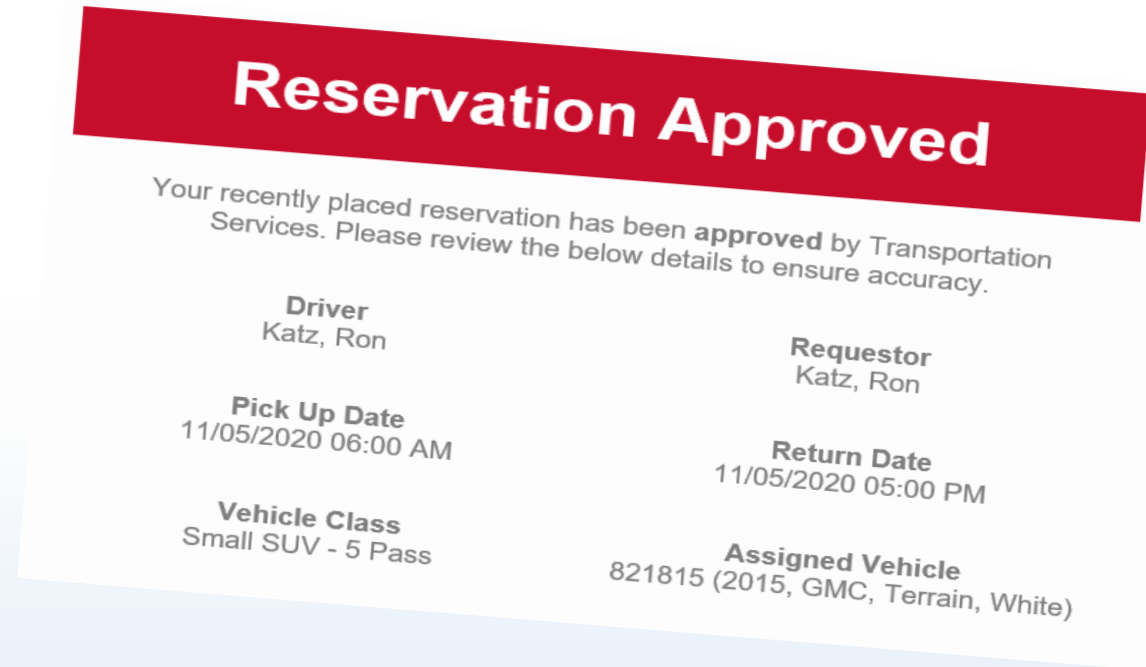 Reservation Approved
Your recently placed reservation has been approved by Transportation
Services. Please review the below details to ensure accuracy.
Driver
Katz, Ron
Requestor
Katz, Ron
Pick Up Date
11/05/2020 06:00 AM
Return Date
11/05/2020 05:00 PM
Vehicle Class
Small SUV - 5 Pass
Assigned Vehicle
821815 (2015, GMC, Terrain, White)